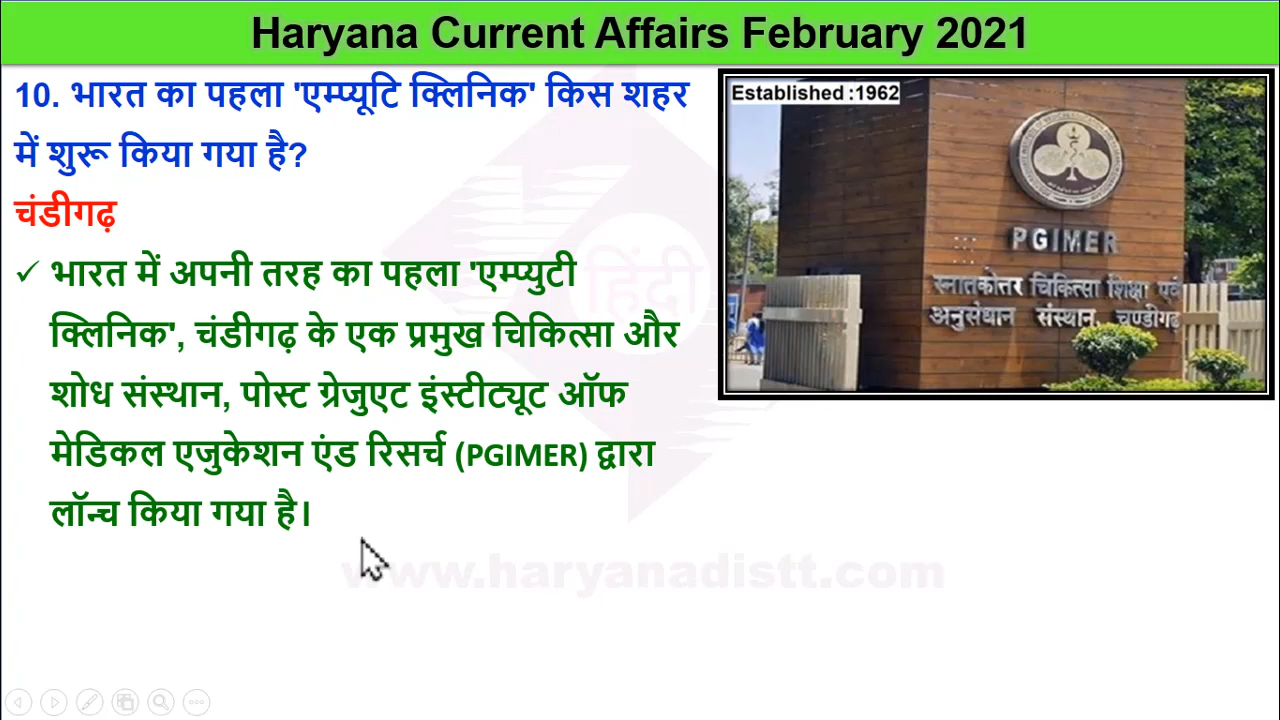 Haryana Current Affairs February 2021
10. भारत का पहला 'एम्प्यूटि क्लिनिक' किस शहर
में शुरू किया गया है?
चंडीगढ़
✓ भारत में अपनी तरह का पहला 'एम्प्युटी
क्लिनिक', चंडीगढ़ के एक प्रमुख चिकित्सा और
शोध संस्थान, पोस्ट ग्रेजुएट इंस्टीट्यूट ऑफ
मेडिकल एजुकेशन एंड रिसर्च (PGIMER) द्वारा
लॉन्च किया गया है।
Established :1962
PGIMER
स्नातकोत्तर चिकित्सा शिक्षा एवं
अनुसंधान संस्थान, चण्डीगढ़
हिंदी
www.haryanadistt.com